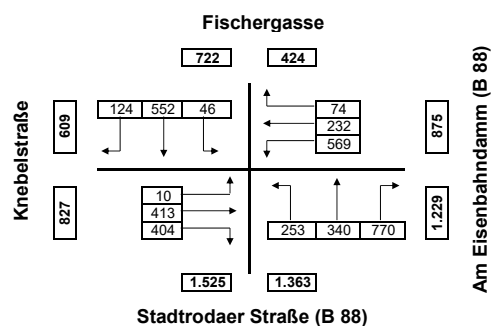 Fischergasse
722 424
Knebelstraße
609
827
124 552 46
74
232
569
875
1.229
Am Eisenbahndamm (B 88)
10
413
404
253 340 770
1.525 1.363
Stadtrodaer Straße (B 88)